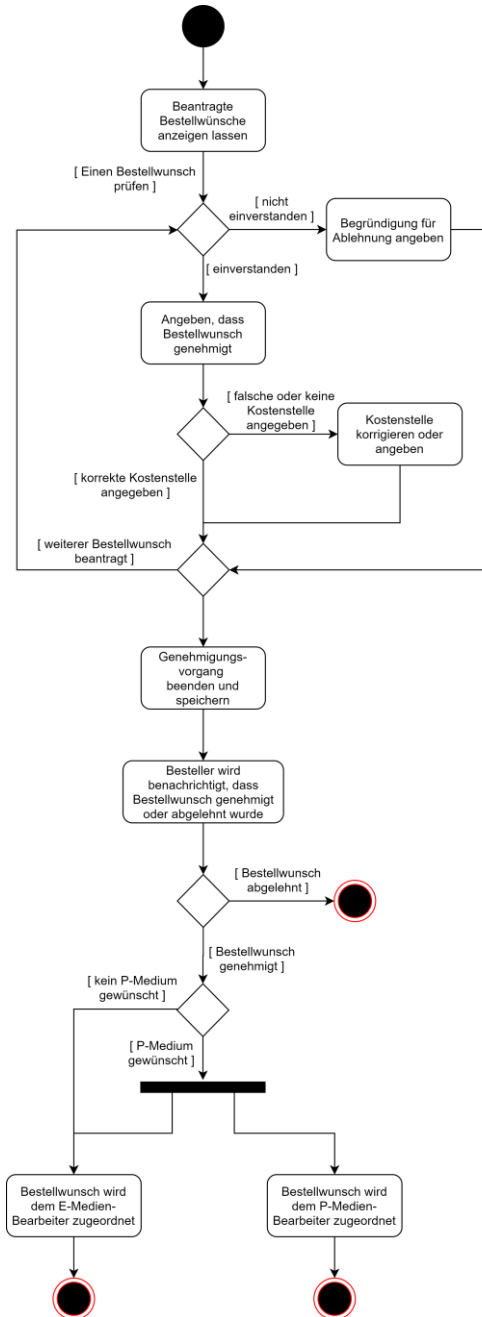 Beantragte
Bestellwünsche
anzeigen lassen
[ Einen Bestellwunsch
prüfen ]
[ nicht
einverstanden ]
Begründigung für
Ablehnung angeben
[ einverstanden ]
Angeben, dass
Bestellwunsch
genehmigt
[ falsche oder keine
Kostenstelle
angegeben ]
Kostenstelle
korrigieren oder
angeben
[ korrekte Kostenstelle
angegeben ]
[ weiterer Bestellwunsch
beantragt ]
Genehmigungs-
vorgang
beenden und
speichern
Besteller wird
benachrichtigt, dass
Bestellwunsch genehmigt
oder abgelehnt wurde
[ Bestellwunsch
abgelehnt ]
[ Bestellwunsch
genehmigt ]
[ kein P-Medium
gewünscht ]
[ P-Medium
gewünscht ]
Bestellwunsch wird
dem E-Medien-
Bearbeiter zugeordnet
Bestellwunsch wird
dem P-Medien-
Bearbeiter zugeordnet